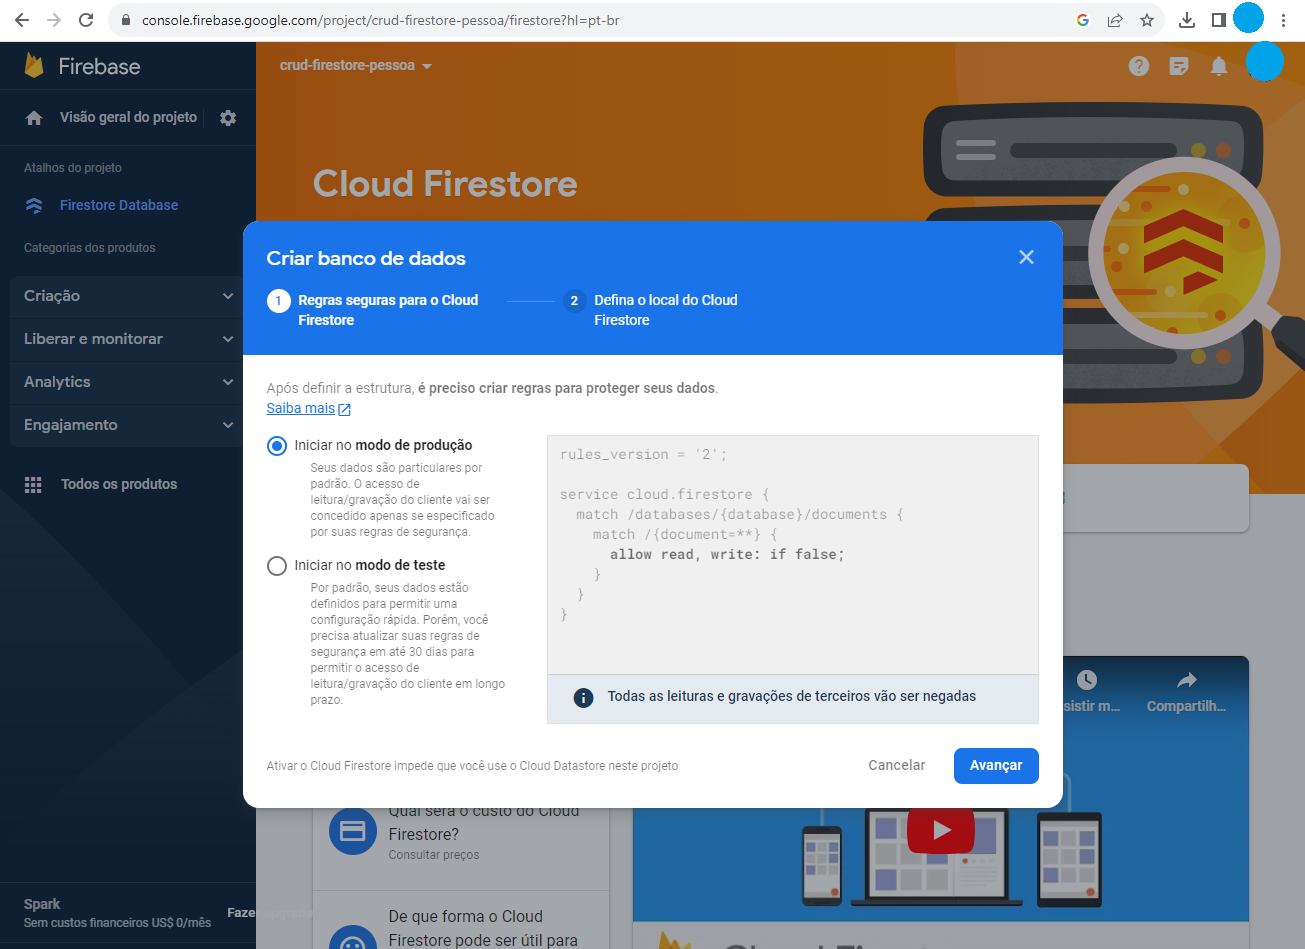 console.firebase.google.com/project/crud-firestore-pessoa/firestore?hl=pt-br
Firebase
crud-firestore-pessoa
Visão geral do projeto
Atalhos do projeto
Firestore Database
Categorias dos produtos
Criação
Liberar e monitorar
Analytics
Engajamento
Todos os produtos
Spark
Sem custos financeiros US$ 0/mês
Cloud Firestore
Criar banco de dados
1 Regras seguras para o Cloud
Firestore
2 Defina o local do Cloud
Firestore
Após definir a estrutura, é preciso criar regras para proteger seus dados.
Saiba mais
Iniciar no modo de produção
Seus dados são particulares por
padrão. O acesso de
leitura/gravação do cliente vai ser
concedido apenas se especificado
por suas regras de segurança.
Iniciar no modo de teste
Por padrão, seus dados estão
definidos para permitir uma
configuração rápida. Porém, você
precisa atualizar suas regras de
segurança em até 30 dias para
permitir o acesso de
leitura/gravação do cliente em longo
prazo.
rules_version = '2';
service cloud.firestore {
match /databases/{database}/documents {
match /{document=**} {
allow read, write: if false;
}
}
}
Todas as leituras e gravações de terceiros vão ser negadas
Ativar o Cloud Firestore impede que você use o Cloud Datastore neste projeto
Cancelar
Avançar
sistir m...
Compartilh...
Qual será o custo do Cloud
Firestore?
Consultar preços
De que forma o Cloud
Firestore pode ser útil para